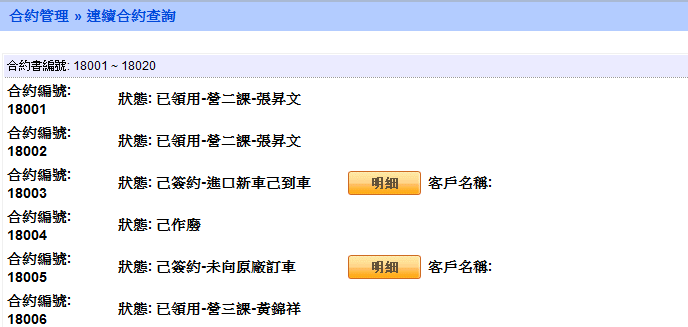 合約管理 » 連續合約查詢
合約書編號: 18001 ~ 18020
合約編號:
18001
狀態: 已領用-營二課-張昇文
合約編號:
18002
狀態: 已領用-營二課-張昇文
合約編號:
18003
狀態: 己簽約-進口新車己到車 明細 客戶名稱:
合約編號:
18004
狀態: 己作廢
合約編號:
18005
狀態: 己簽約-未向原廠訂車 明細 客戶名稱:
合約編號:
18006
狀態: 已領用-營三課-黃錦祥